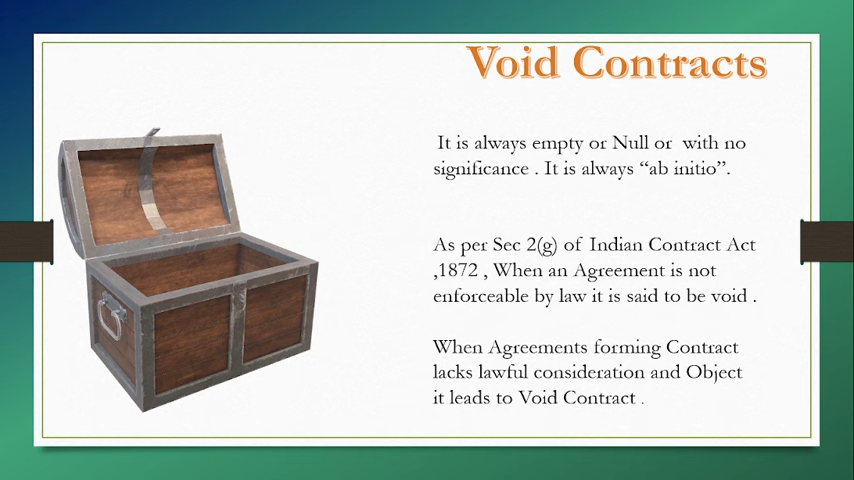 Void Contracts
It is always empty or Null or with no
significance . It is always “ab initio”.
As per Sec 2(g) of Indian Contract Act
,1872 , When an Agreement is not
enforceable by law it is said to be void .
When Agreements forming Contract
lacks lawful consideration and Object
it leads to Void Contract .